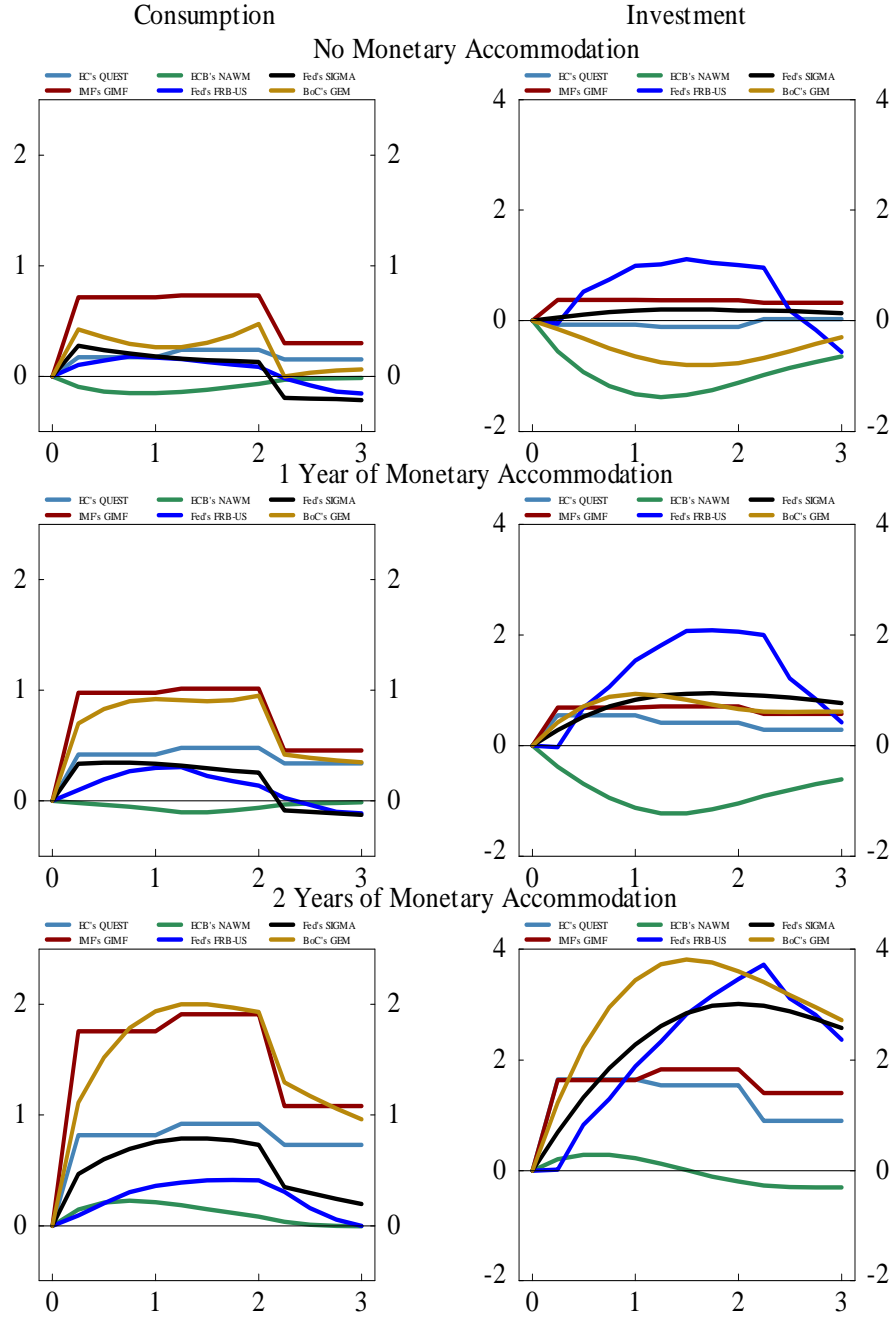 Consumption Investment
No Monetary Accommodation
EC's QUEST ECB's NAWM Fed's SIGMA EC's QUEST ECB's NAWM Fed's SIGMA
IMF's GIMF Fed's FRB-US BoC's GEM IMF's GIMF Fed's FRB-US BoC's GEM
4 4
2 2
2 2
1 1
0 0
0 0
-2 -2
0 1 2 3 0 1 2 3
1 Year of Monetary Accommodation
EC's QUEST ECB's NAWM Fed's SIGMA EC's QUEST ECB's NAWM Fed's SIGMA
IMF's GIMF Fed's FRB-US BoC's GEM IMF's GIMF Fed's FRB-US BoC's GEM
4 4
2 2
2 2
1 1
0 0
0 0
-2 -2
0 1 2 3 0 1 2 3
2 Years of Monetary Accommodation
EC's QUEST ECB's NAWM Fed's SIGMA EC's QUEST ECB's NAWM Fed's SIGMA
IMF's GIMF Fed's FRB-US BoC's GEM IMF's GIMF Fed's FRB-US BoC's GEM
4 4
2 2
2 2
1 1
0 0
0 0
-2 -2
0 1 2 3 0 1 2 3